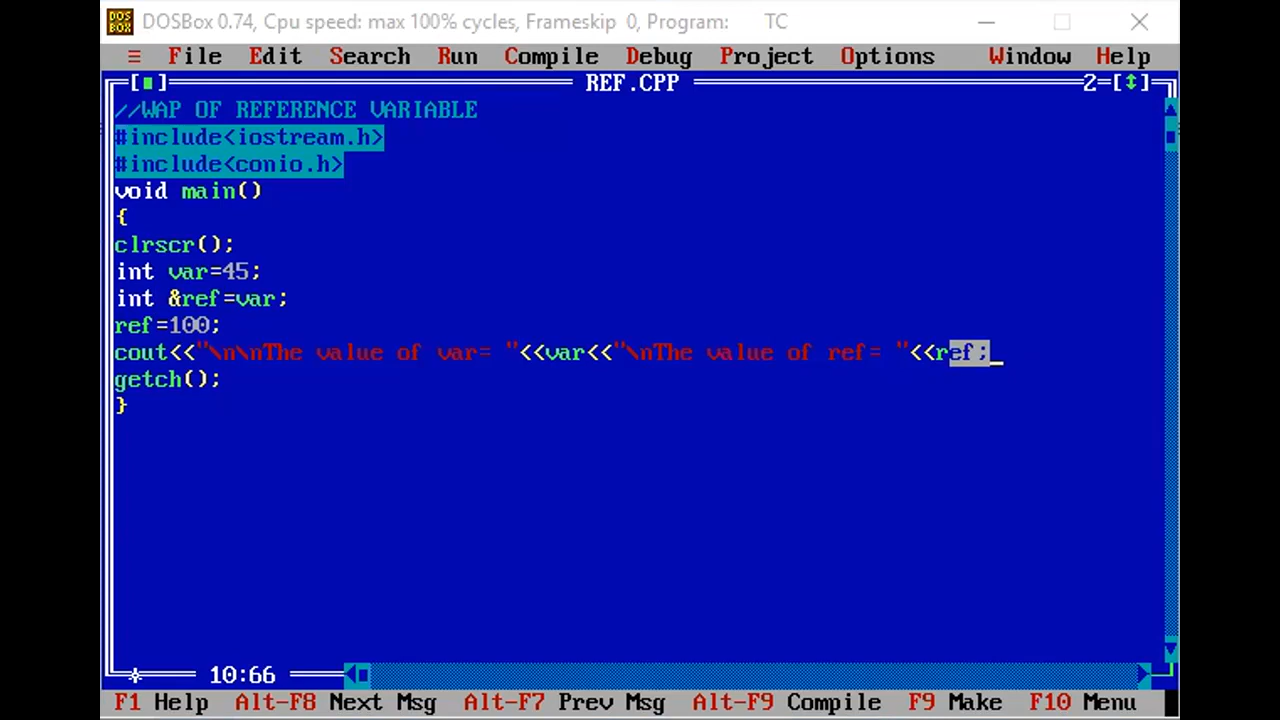 DOSBox 0.74, Cpu speed: max 100% cycles, Frameskip 0, Program: TC
≡ File Edit Search Run Compile Debug Project Options Window Help
[■] REF.CPP 2=[↕]
//WAP OF REFERENCE VARIABLE
#include<iostream.h>
#include<conio.h>
void main()
{
clrscr();
int var=45;
int &ref=var;
ref=100;
cout<<"\n\nThe value of var= "<<var<<"\nThe value of ref= "<<ref;_
getch();
}
10:66
F1 Help Alt-F8 Next Msg Alt-F7 Prev Msg Alt-F9 Compile F9 Make F10 Menu